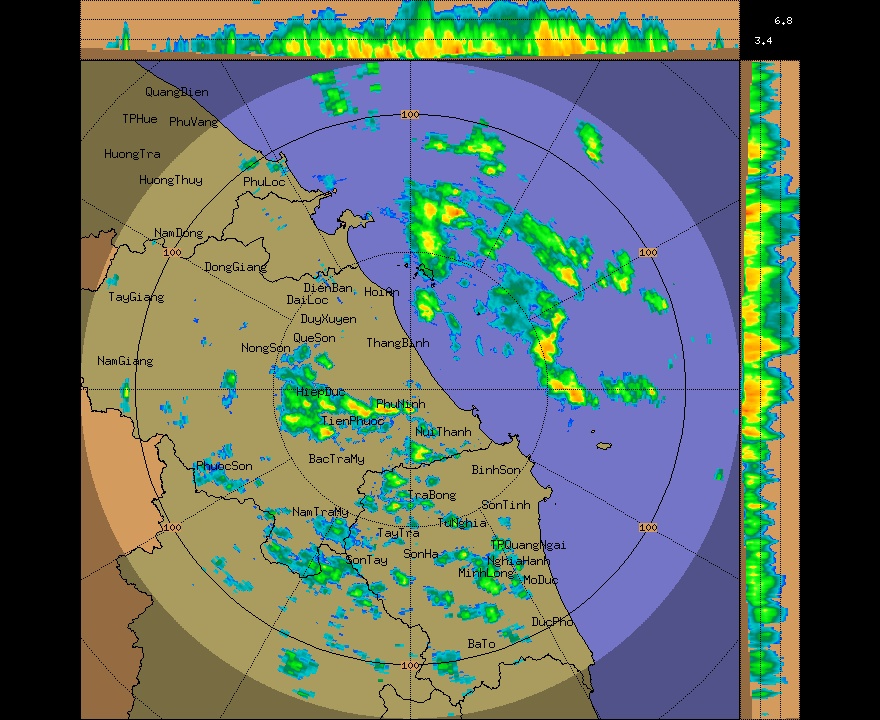 6.8
3.4
QuangDien
100
TPHue
PhuVang
HuongTra
HuongThuy
PhuLoc
NamDong
100
100
DongGiang
DienBan
HoiAn
TayGiang
DaiLoc
DuyXuyen
QueSon
ThangBinh
NongSon
NamGiang
HiepDuc
PhuNinh
TienPhuoc
NuiThanh
BacTraMy
PhuocSon
BinhSon
TraBong
SonTinh
NamTraMy
TuNghia
100
100
TayTra
TPQuangNgai
SonHa
SonTay
NghiaHanh
MinhLong
MoDuc
DucPho
BaTo
100